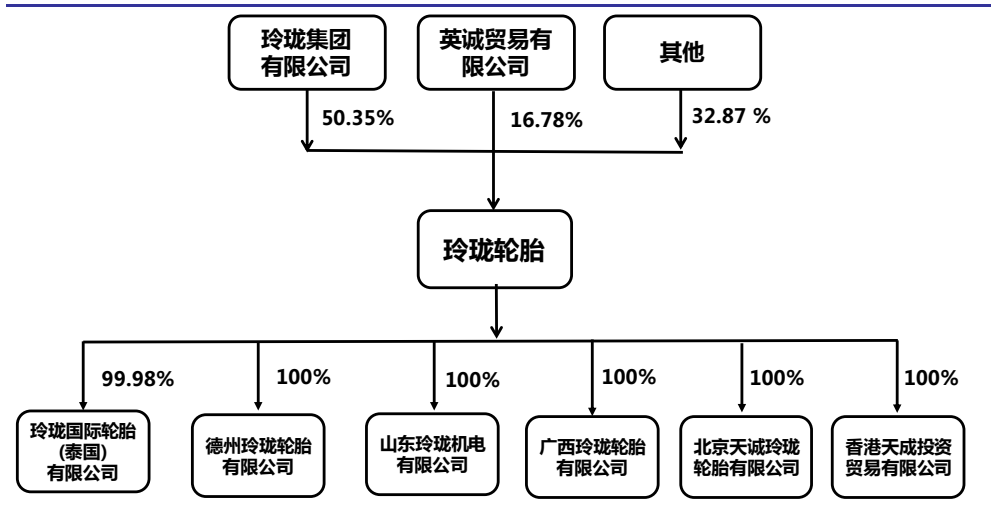 玲珑集团
有限公司
英诚贸易有
限公司
其他
50.35%
16.78%
32.87 %
玲珑轮胎
99.98%
100%
100%
100%
100%
100%
玲珑国际轮胎
(泰国)
有限公司
德州玲珑轮胎
有限公司
山东玲珑机电
有限公司
广西玲珑轮胎
有限公司
北京天诚玲珑
轮胎有限公司
香港天成投资
贸易有限公司